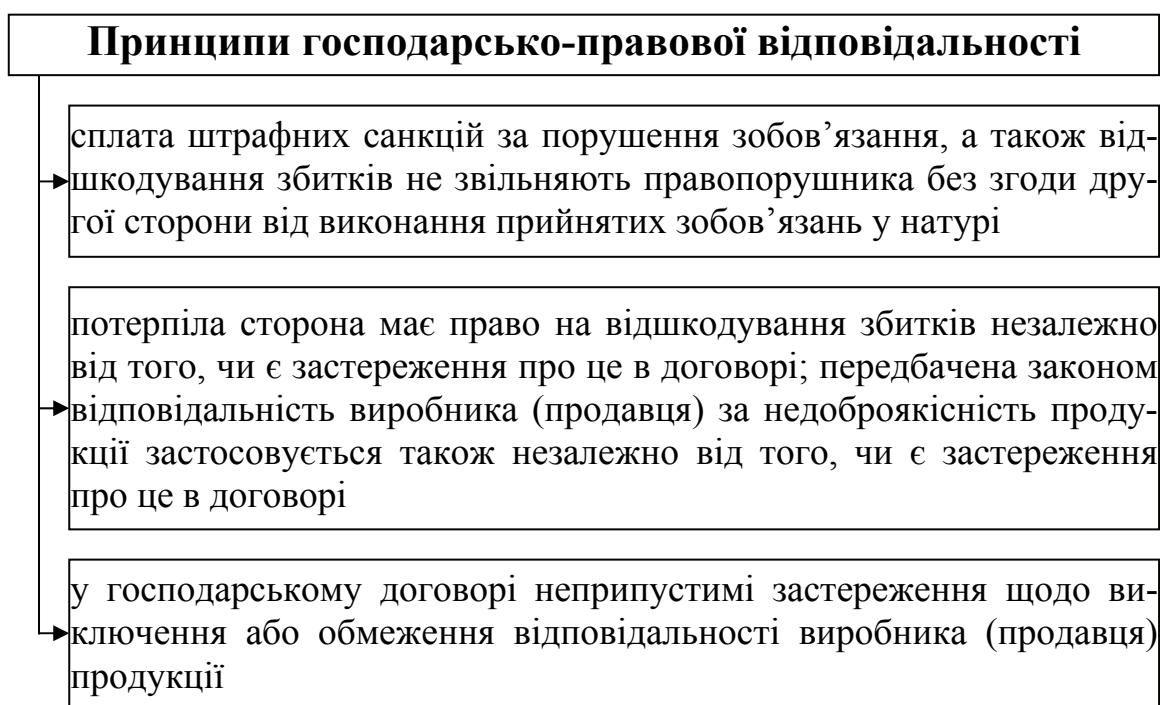 Принципи господарсько-правової відповідальності
сплата штрафних санкцій за порушення зобов’язання, а також від-
шкодування збитків не звільняють правопорушника без згоди дру-
гої сторони від виконання прийнятих зобов’язань у натурі
потерпіла сторона має право на відшкодування збитків незалежно
від того, чи є застереження про це в договорі; передбачена законом
відповідальність виробника (продавця) за недоброякісність проду-
кції застосовується також незалежно від того, чи є застереження
про це в договорі
у господарському договорі неприпустимі застереження щодо ви-
ключення або обмеження відповідальності виробника (продавця)
продукції